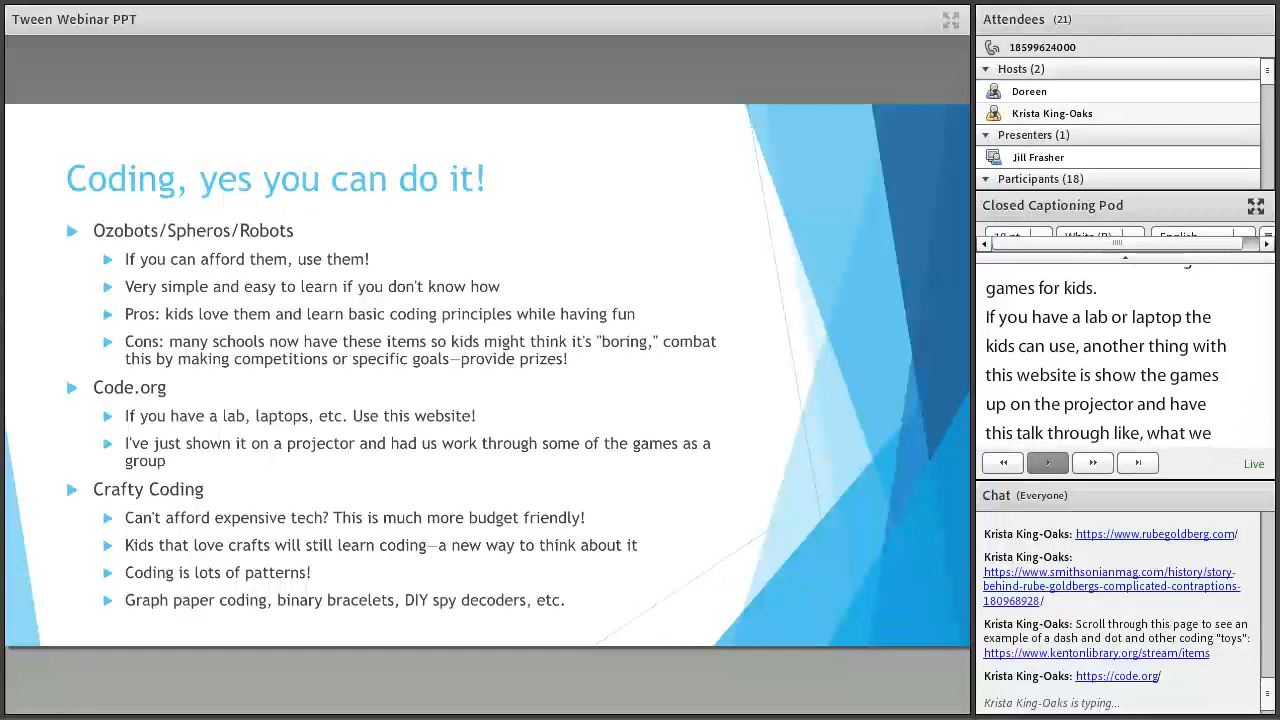 Tween Webinar PPT
Coding, yes you can do it!
Ozobots/Spheros/Robots
If you can afford them, use them!
Very simple and easy to learn if you don't know how
Pros: kids love them and learn basic coding principles while having fun
Cons: many schools now have these items so kids might think it's "boring," combat
this by making competitions or specific goals—provide prizes!
Code.org
If you have a lab, laptops, etc. Use this website!
I've just shown it on a projector and had us work through some of the games as a
group
Crafty Coding
Can't afford expensive tech? This is much more budget friendly!
Kids that love crafts will still learn coding—a new way to think about it
Coding is lots of patterns!
Graph paper coding, binary bracelets, DIY spy decoders, etc.
Attendees (21)
18599624000
Hosts (2)
Doreen
Krista King-Oaks
Presenters (1)
Jill Frasher
Participants (18)
Closed Captioning Pod
English
games for kids.
If you have a lab or laptop the
kids can use, another thing with
this website is show the games
up on the projector and have
this talk through like, what we
Live
Chat (Everyone)
Krista King-Oaks: https://www.rubegoldberg.com/
Krista King-Oaks:
https://www.smithsonianmag.com/history/story-
behind-rube-goldbergs-complicated-contraptions-
180968928/
Krista King-Oaks: Scroll through this page to see an
example of a dash and dot and other coding "toys":
https://www.kentonlibrary.org/stream/items
Krista King-Oaks: https://code.org/
Krista King-Oaks is typing...